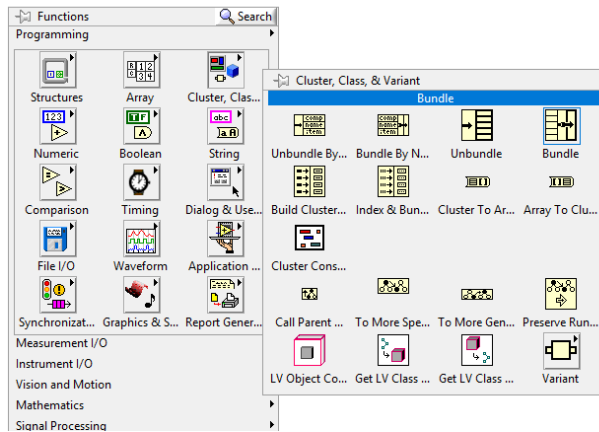 Functions
Search
Programming
Structures
Array
Cluster, Clas...
Numeric
Boolean
String
Comparison
Timing
Dialog & Use...
File I/O
Waveform
Application ...
Synchronizat...
Graphics & S...
Report Gener...
Measurement I/O
Instrument I/O
Vision and Motion
Mathematics
Signal Processing
Cluster, Class, & Variant
Bundle
Unbundle By...
Bundle By N...
Unbundle
Bundle
Build Cluster...
Index & Bun...
Cluster To Ar...
Array To Clu...
Cluster Cons...
Call Parent ...
To More Spe...
To More Gen...
Preserve Run...
LV Object Co...
Get LV Class ...
Get LV Class ...
Variant